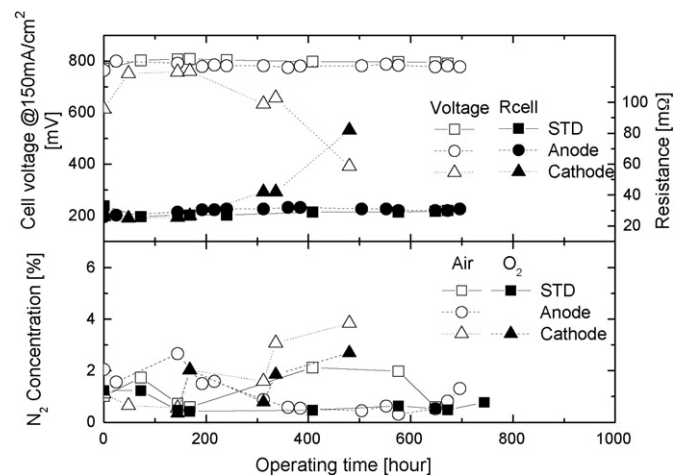 Cell voltage @150mA/cm²
[mV]
800
600
400
200
Voltage Rcell
STD
Anode
Cathode
100
80
60
40
20
Resistance [mΩ]
N₂ Concentration [%]
6
4
2
0
Air O₂
STD
Anode
Cathode
0 200 400 600 800 1000
Operating time [hour]